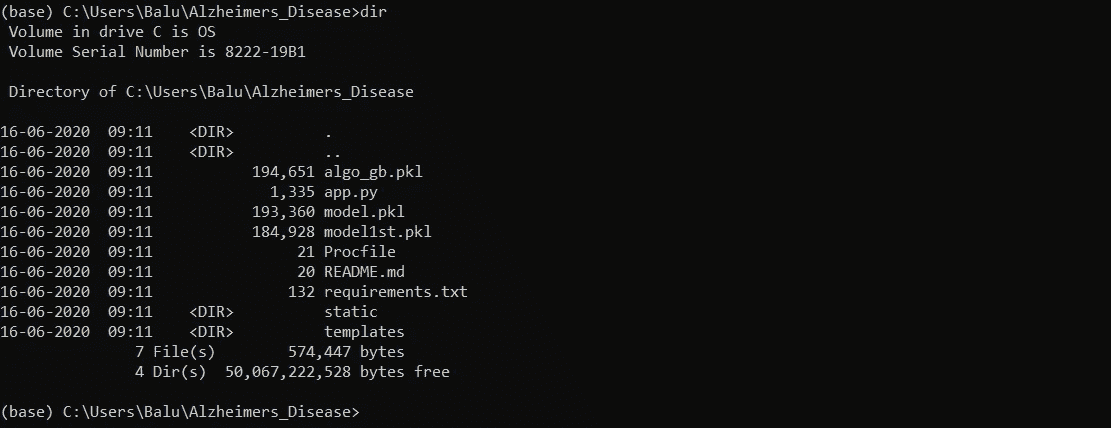 (base) C:\Users\Balu\Alzheimers_Disease>dir
 Volume in drive C is OS
 Volume Serial Number is 8222-19B1

 Directory of C:\Users\Balu\Alzheimers_Disease

16-06-2020  09:11    <DIR>          .
16-06-2020  09:11    <DIR>          ..
16-06-2020  09:11           194,651 algo_gb.pkl
16-06-2020  09:11             1,335 app.py
16-06-2020  09:11           193,360 model.pkl
16-06-2020  09:11           184,928 model1st.pkl
16-06-2020  09:11                21 Procfile
16-06-2020  09:11                20 README.md
16-06-2020  09:11               132 requirements.txt
16-06-2020  09:11    <DIR>          static
16-06-2020  09:11    <DIR>          templates
               7 File(s)        574,447 bytes
               4 Dir(s)  50,067,222,528 bytes free

(base) C:\Users\Balu\Alzheimers_Disease>